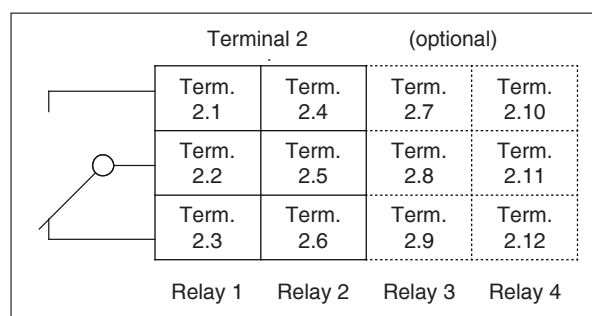 Terminal 2 (optional)
Term. Term. Term. Term.
2.1 2.4 2.7 2.10
Term. Term. Term. Term.
2.2 2.5 2.8 2.11
Term. Term. Term. Term.
2.3 2.6 2.9 2.12
Relay 1 Relay 2 Relay 3 Relay 4